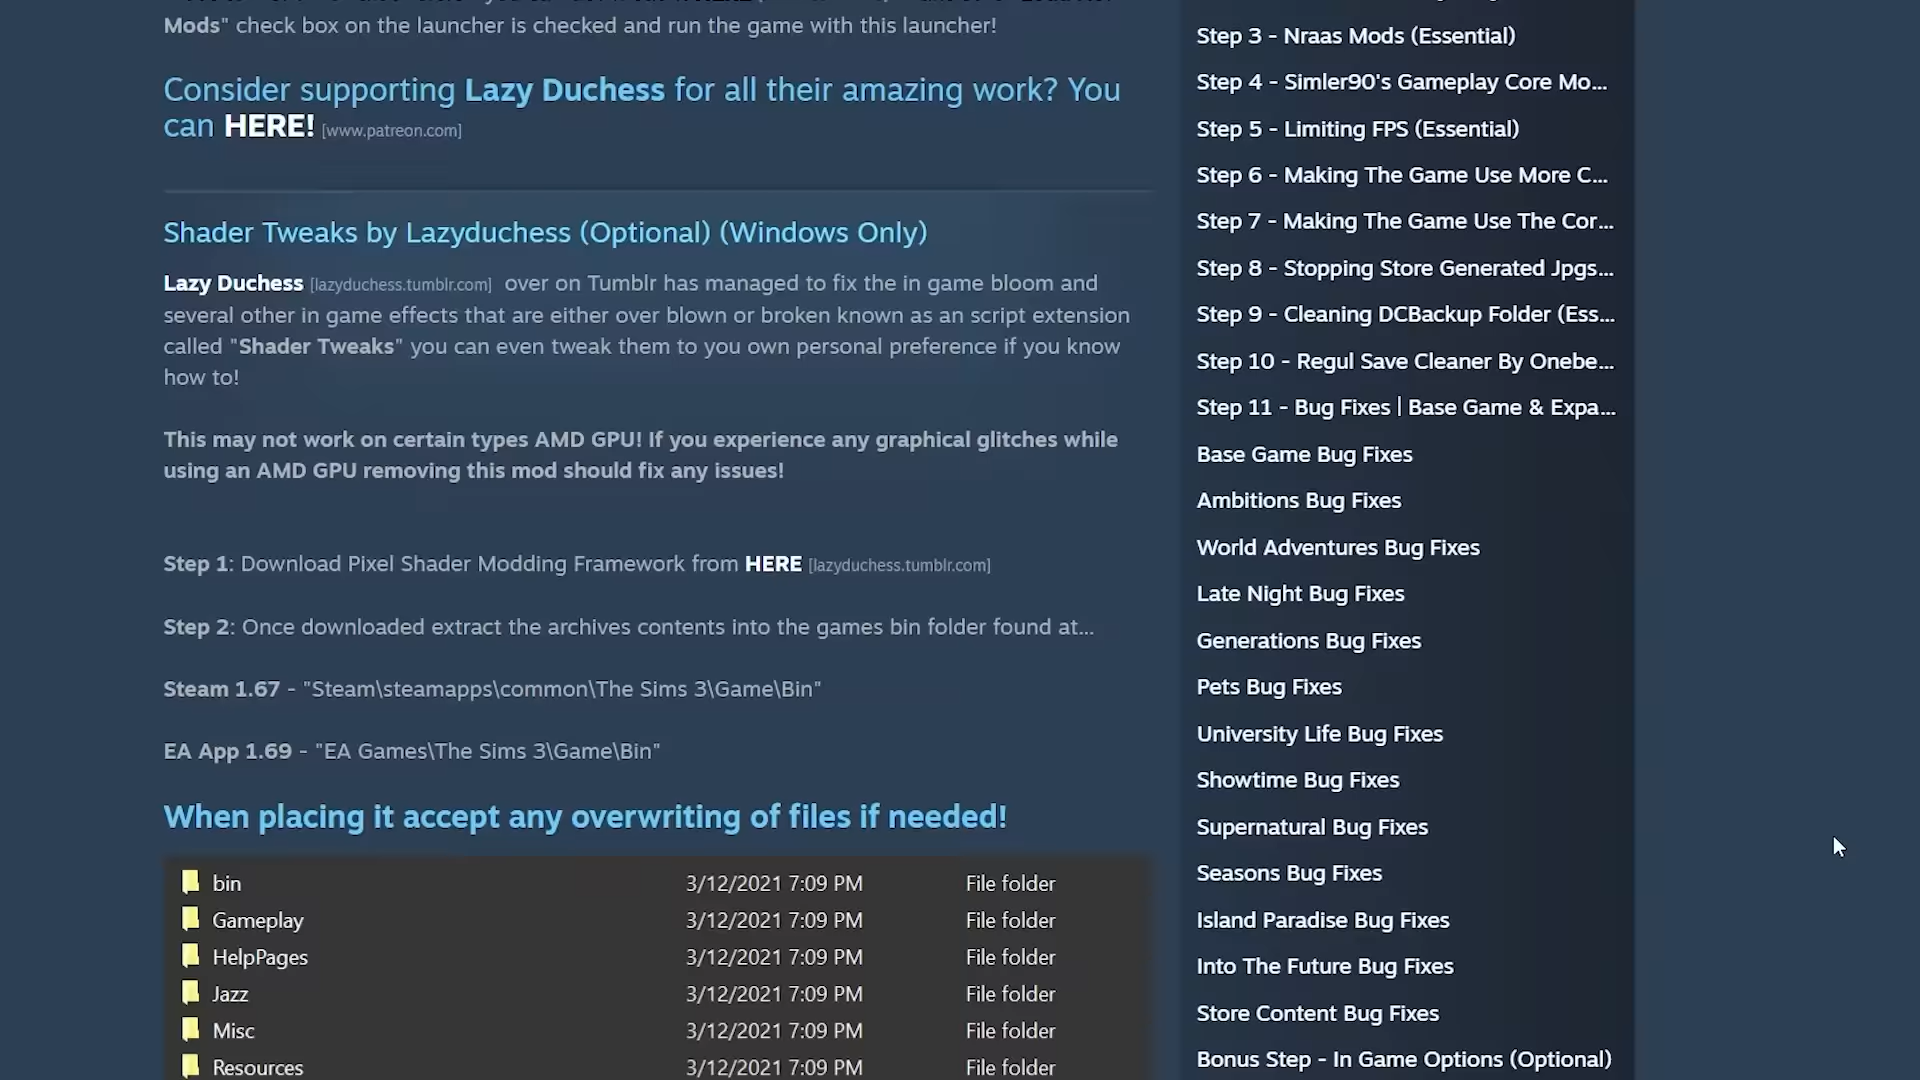 Mods" check box on the launcher is checked and run the game with this launcher!
Consider supporting Lazy Duchess for all their amazing work? You
can HERE! [www.patreon.com]
Shader Tweaks by Lazyduchess (Optional) (Windows Only)
Lazy Duchess [lazyduchess.tumblr.com] over on Tumblr has managed to fix the in game bloom and
several other in game effects that are either over blown or broken known as an script extension
called "Shader Tweaks" you can even tweak them to you own personal preference if you know
how to!
This may not work on certain types AMD GPU! If you experience any graphical glitches while
using an AMD GPU removing this mod should fix any issues!
Step 1: Download Pixel Shader Modding Framework from HERE [lazyduchess.tumblr.com]
Step 2: Once downloaded extract the archives contents into the games bin folder found at...
Steam 1.67 - "Steam\steamapps\common\The Sims 3\Game\Bin"
EA App 1.69 - "EA Games\The Sims 3\Game\Bin"
When placing it accept any overwriting of files if needed!
bin 3/12/2021 7:09 PM File folder
Gameplay 3/12/2021 7:09 PM File folder
HelpPages 3/12/2021 7:09 PM File folder
Jazz 3/12/2021 7:09 PM File folder
Misc 3/12/2021 7:09 PM File folder
Resources 3/12/2021 7:09 PM File folder
Step 3 - Nraas Mods (Essential)
Step 4 - Simler90's Gameplay Core Mo...
Step 5 - Limiting FPS (Essential)
Step 6 - Making The Game Use More C...
Step 7 - Making The Game Use The Cor...
Step 8 - Stopping Store Generated Jpgs...
Step 9 - Cleaning DCBackup Folder (Ess...
Step 10 - Regul Save Cleaner By Onebe...
Step 11 - Bug Fixes | Base Game & Expa...
Base Game Bug Fixes
Ambitions Bug Fixes
World Adventures Bug Fixes
Late Night Bug Fixes
Generations Bug Fixes
Pets Bug Fixes
University Life Bug Fixes
Showtime Bug Fixes
Supernatural Bug Fixes
Seasons Bug Fixes
Island Paradise Bug Fixes
Into The Future Bug Fixes
Store Content Bug Fixes
Bonus Step - In Game Options (Optional)